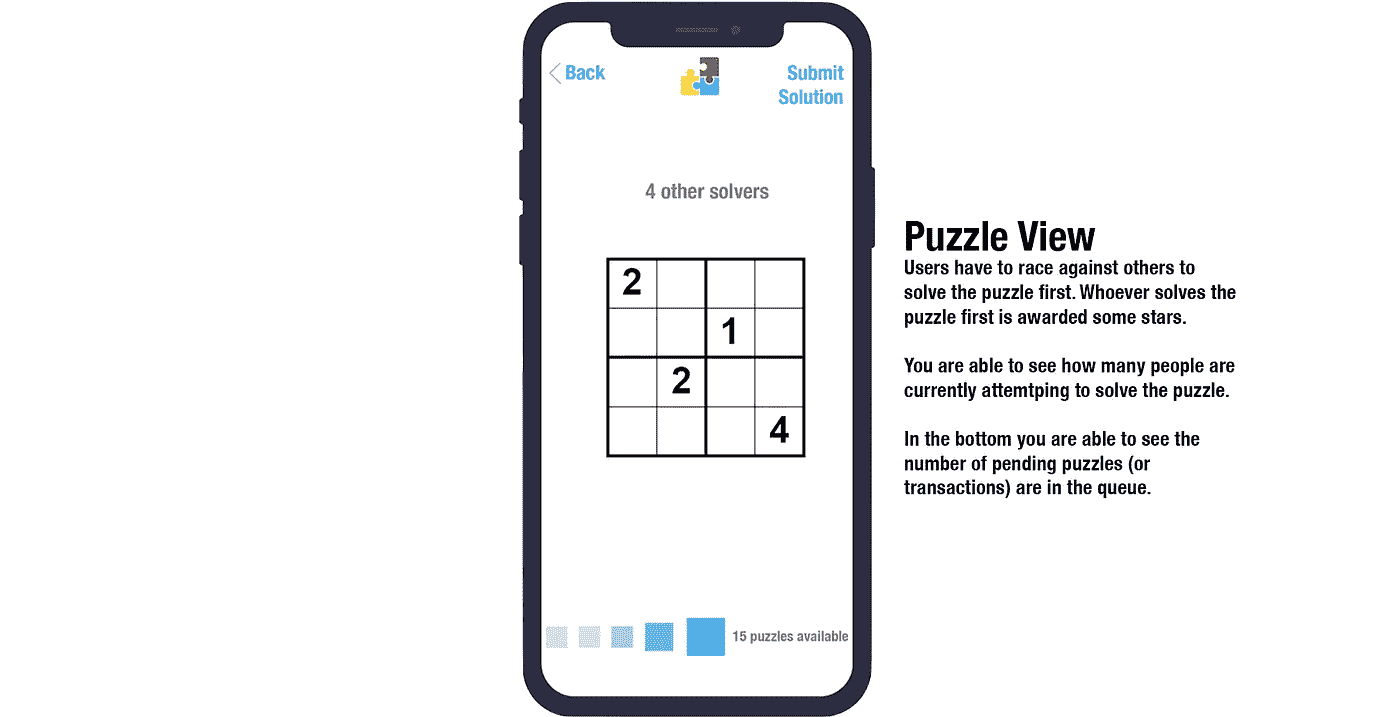 Back
Submit
Solution
4 other solvers
2
1
2
4
15 puzzles available
Puzzle View
Users have to race against others to
solve the puzzle first. Whoever solves the
puzzle first is awarded some stars.
You are able to see how many people are
currently attemtping to solve the puzzle.
In the bottom you are able to see the
number of pending puzzles (or
transactions) are in the queue.